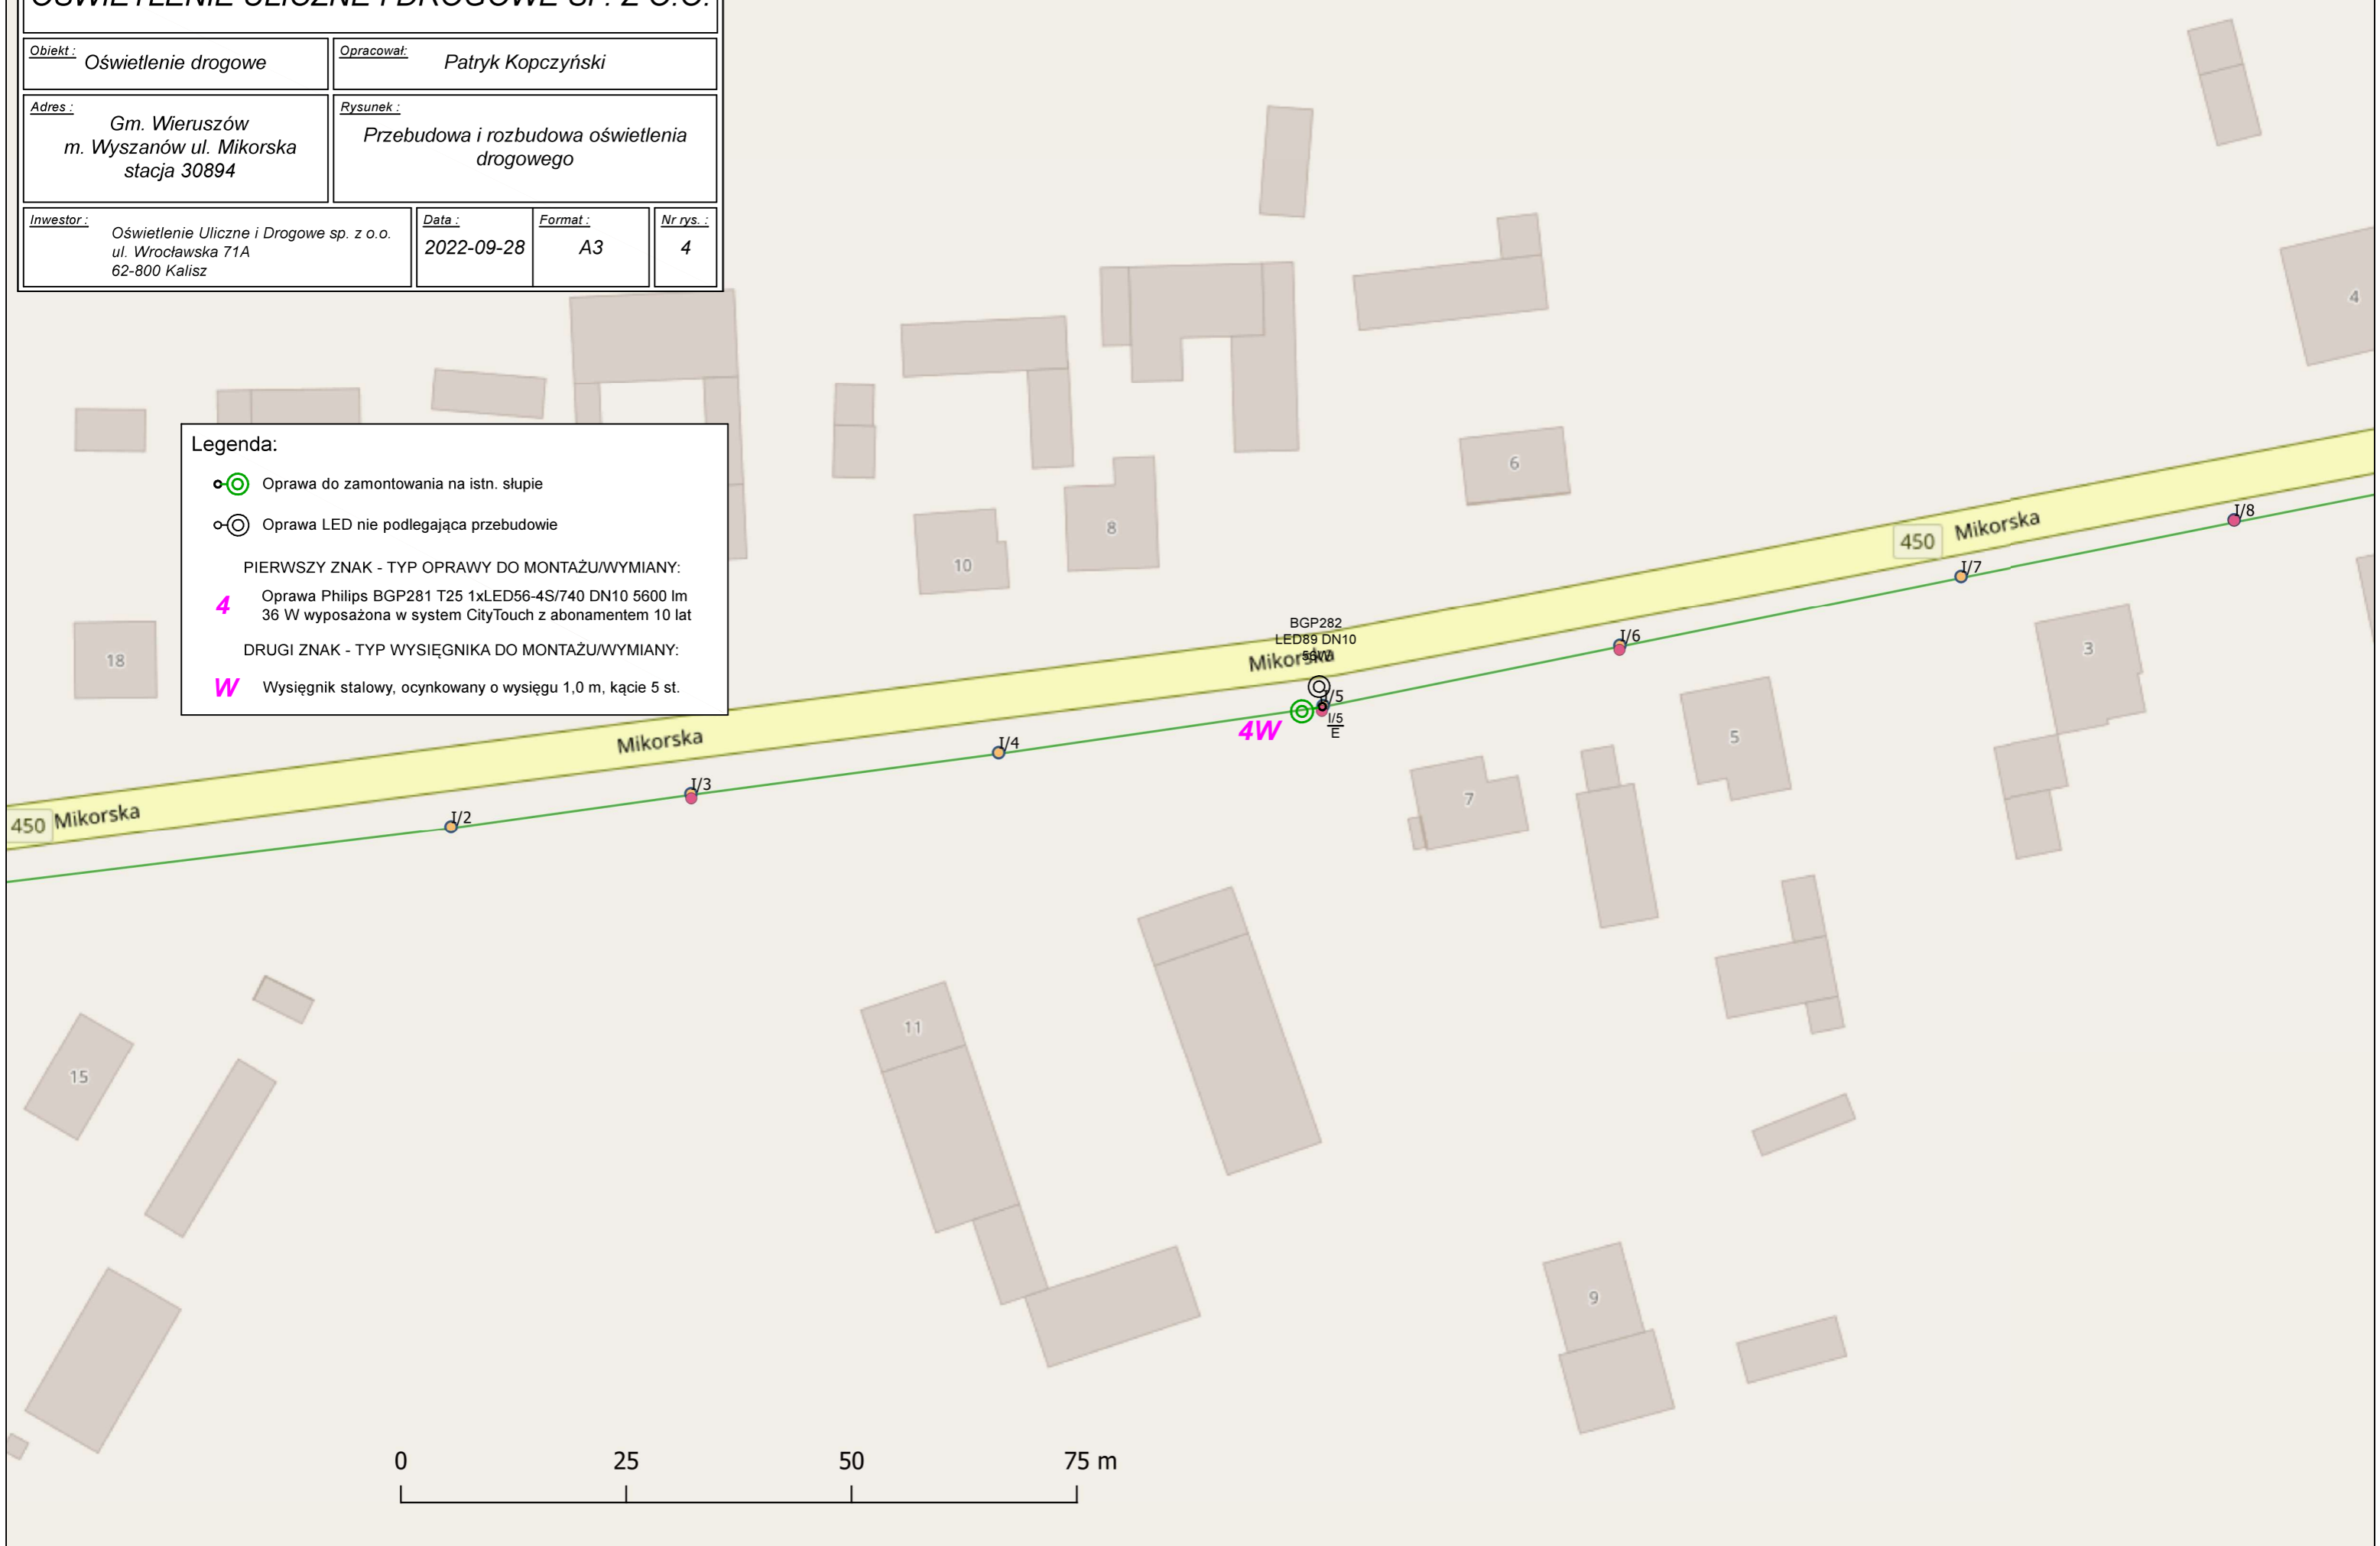 OŚWIETLENIE ULICZNE I DROGOWE SP. Z O.O.
Obiekt :
Oświetlenie drogowe
Opracował:
Patryk Kopczyński
Adres :
Gm. Wieruszów
m. Wyszanów ul. Mikorska
stacja 30894
Rysunek :
Przebudowa i rozbudowa oświetlenia
drogowego
Inwestor :
Oświetlenie Uliczne i Drogowe sp. z o.o.
ul. Wrocławska 71A
62-800 Kalisz
Data :
2022-09-28
Format :
A3
Nr rys. :
4
4
Legenda:
Oprawa do zamontowania na istn. słupie
Oprawa LED nie podlegająca przebudowie
PIERWSZY ZNAK - TYP OPRAWY DO MONTAŻU/WYMIANY:
4
Oprawa Philips BGP281 T25 1xLED56-4S/740 DN10 5600 lm
36 W wyposażona w system CityTouch z abonamentem 10 lat
DRUGI ZNAK - TYP WYSIĘGNIKA DO MONTAŻU/WYMIANY:
W
Wysięgnik stalowy, ocynkowany o wysięgu 1,0 m, kącie 5 st.
6
8
10
I/8
450
Mikorska
I/7
BGP282
LED89 DN10
56W
Mikorska
I/6
3
18
I/5
I/5
E
4W
5
Mikorska
I/4
I/3
7
450
Mikorska
I/2
11
15
9
0
25
50
75 m